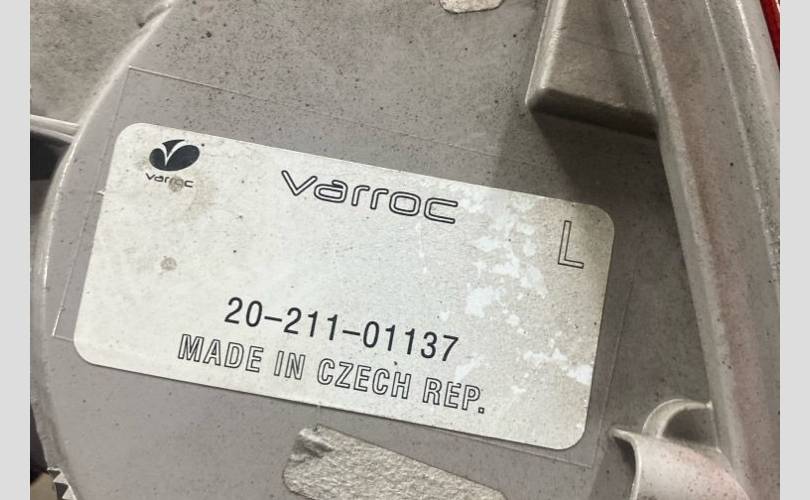 varroc
varroc
L
20-211-01137
MADE IN CZECH REP.